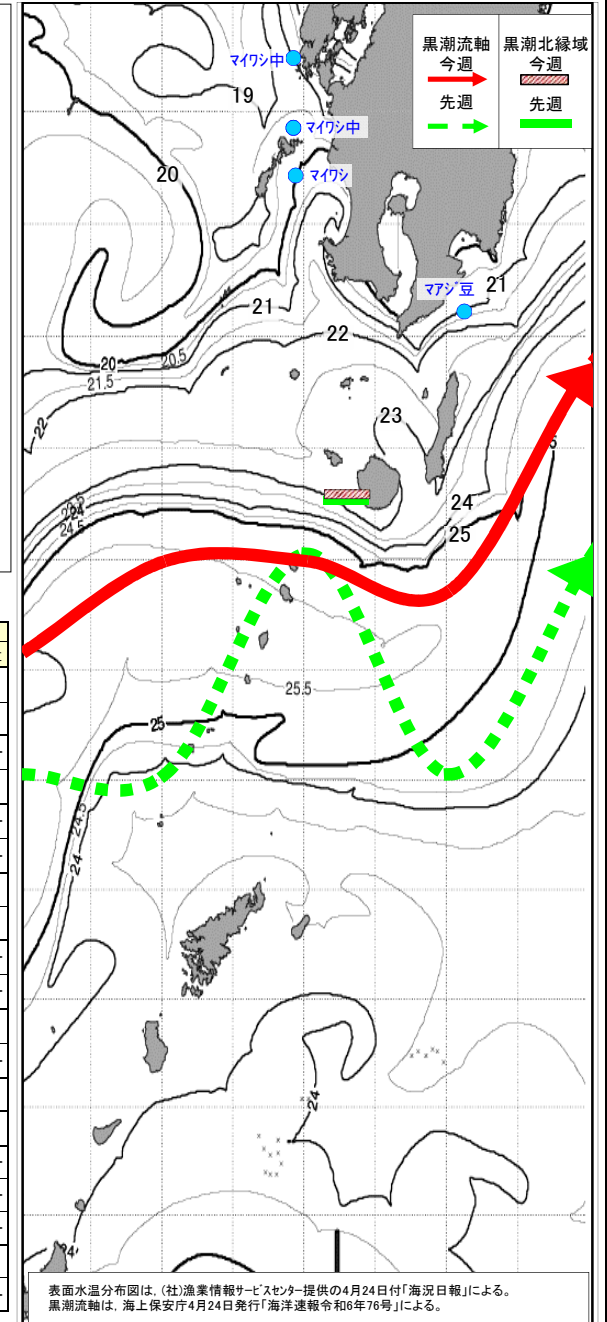 黒潮流軸
今週
先週
黒潮北縁域
今週
先週
マイワシ中
19
マイワシ中
20
マイワシ
マアジ豆
21
21
22
20
20.5
21.5
22
23
24
24.5
24
25
25.5
25
24.5
24
24
24
表面水温分布図は，(社)漁業情報サービスセンター提供の4月24日付「海況日報」による。
黒潮流軸は，海上保安庁4月24日発行「海洋速報令和6年76号」による。